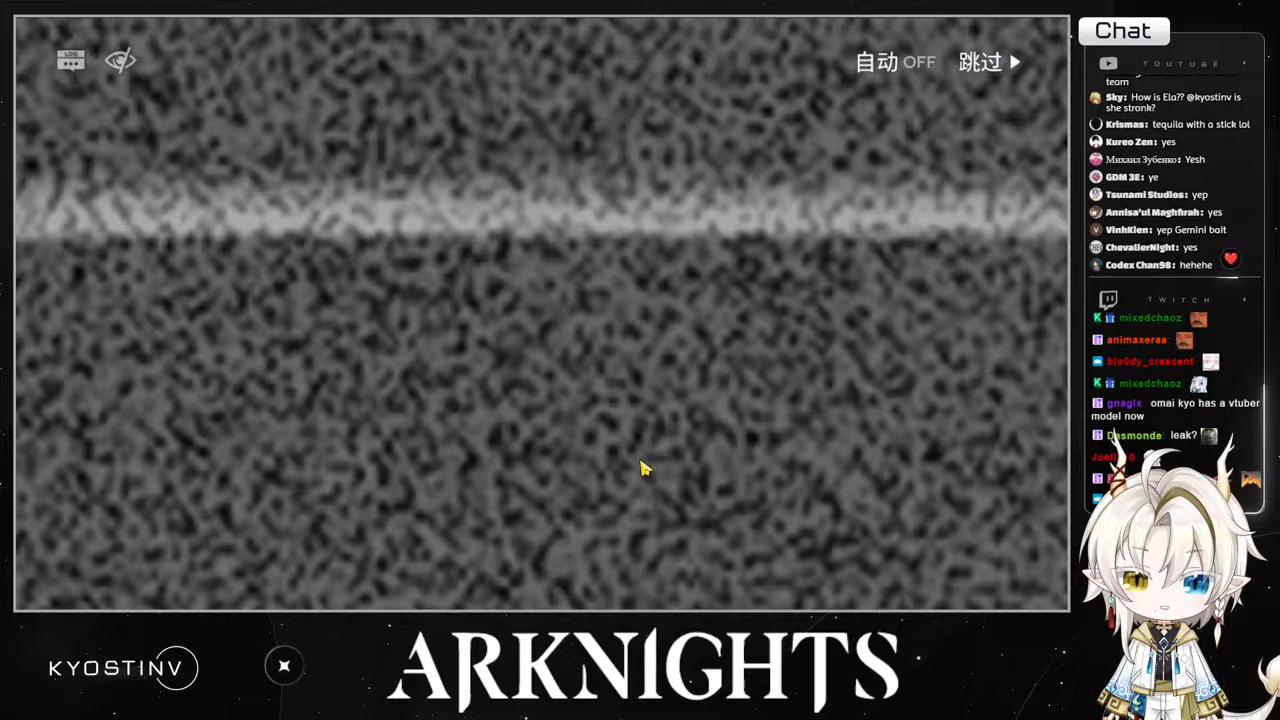 LOG
自动 OFF 跳过
Chat
YOUTUBE
team
Sky: How is Ela?? @kyostinv is
she stronk?
Krismas: tequila with a stick lol
Kureo Zen: yes
Михаил Зубенко: Yesh
GDM 3E: ye
Tsunami Studios: yep
Annisa'ul Maghfirah: yes
VinhKien: yep Gemini bait
ChevalierNight: yes
Codex Chan98: hehehe
TWITCH
mixedchaoz:
animaxeraa:
blo0dy_crescent:
mixedchaoz:
gnaglx: omai kyo has a vtuber
model now
Desmonde: leak?
KYOSTINV
ARKNIGHTS